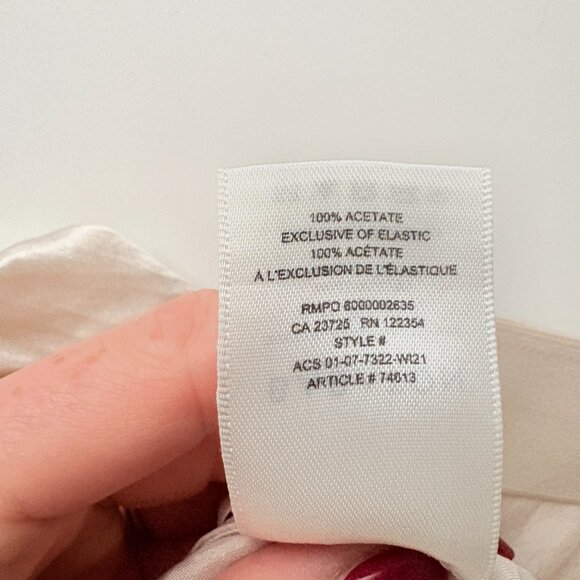 100% ACETATE
EXCLUSIVE OF ELASTIC
100% ACÉTATE
À L'EXCLUSION DE L'ÉLASTIQUE
RMPO 6000002635
CA 23725 RN 122354
STYLE #
ACS 01-07-7322-WI21
ARTICLE # 74613